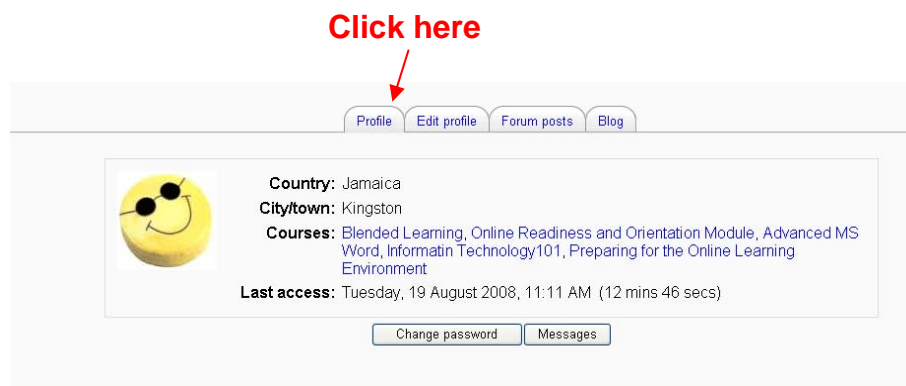 Click here
Profile Edit profile Forum posts Blog
Country: Jamaica
City/town: Kingston
Courses: Blended Learning, Online Readiness and Orientation Module, Advanced MS
Word, Informatin Technology101, Preparing for the Online Learning
Environment
Last access: Tuesday, 19 August 2008, 11:11 AM (12 mins 46 secs)
Change password Messages